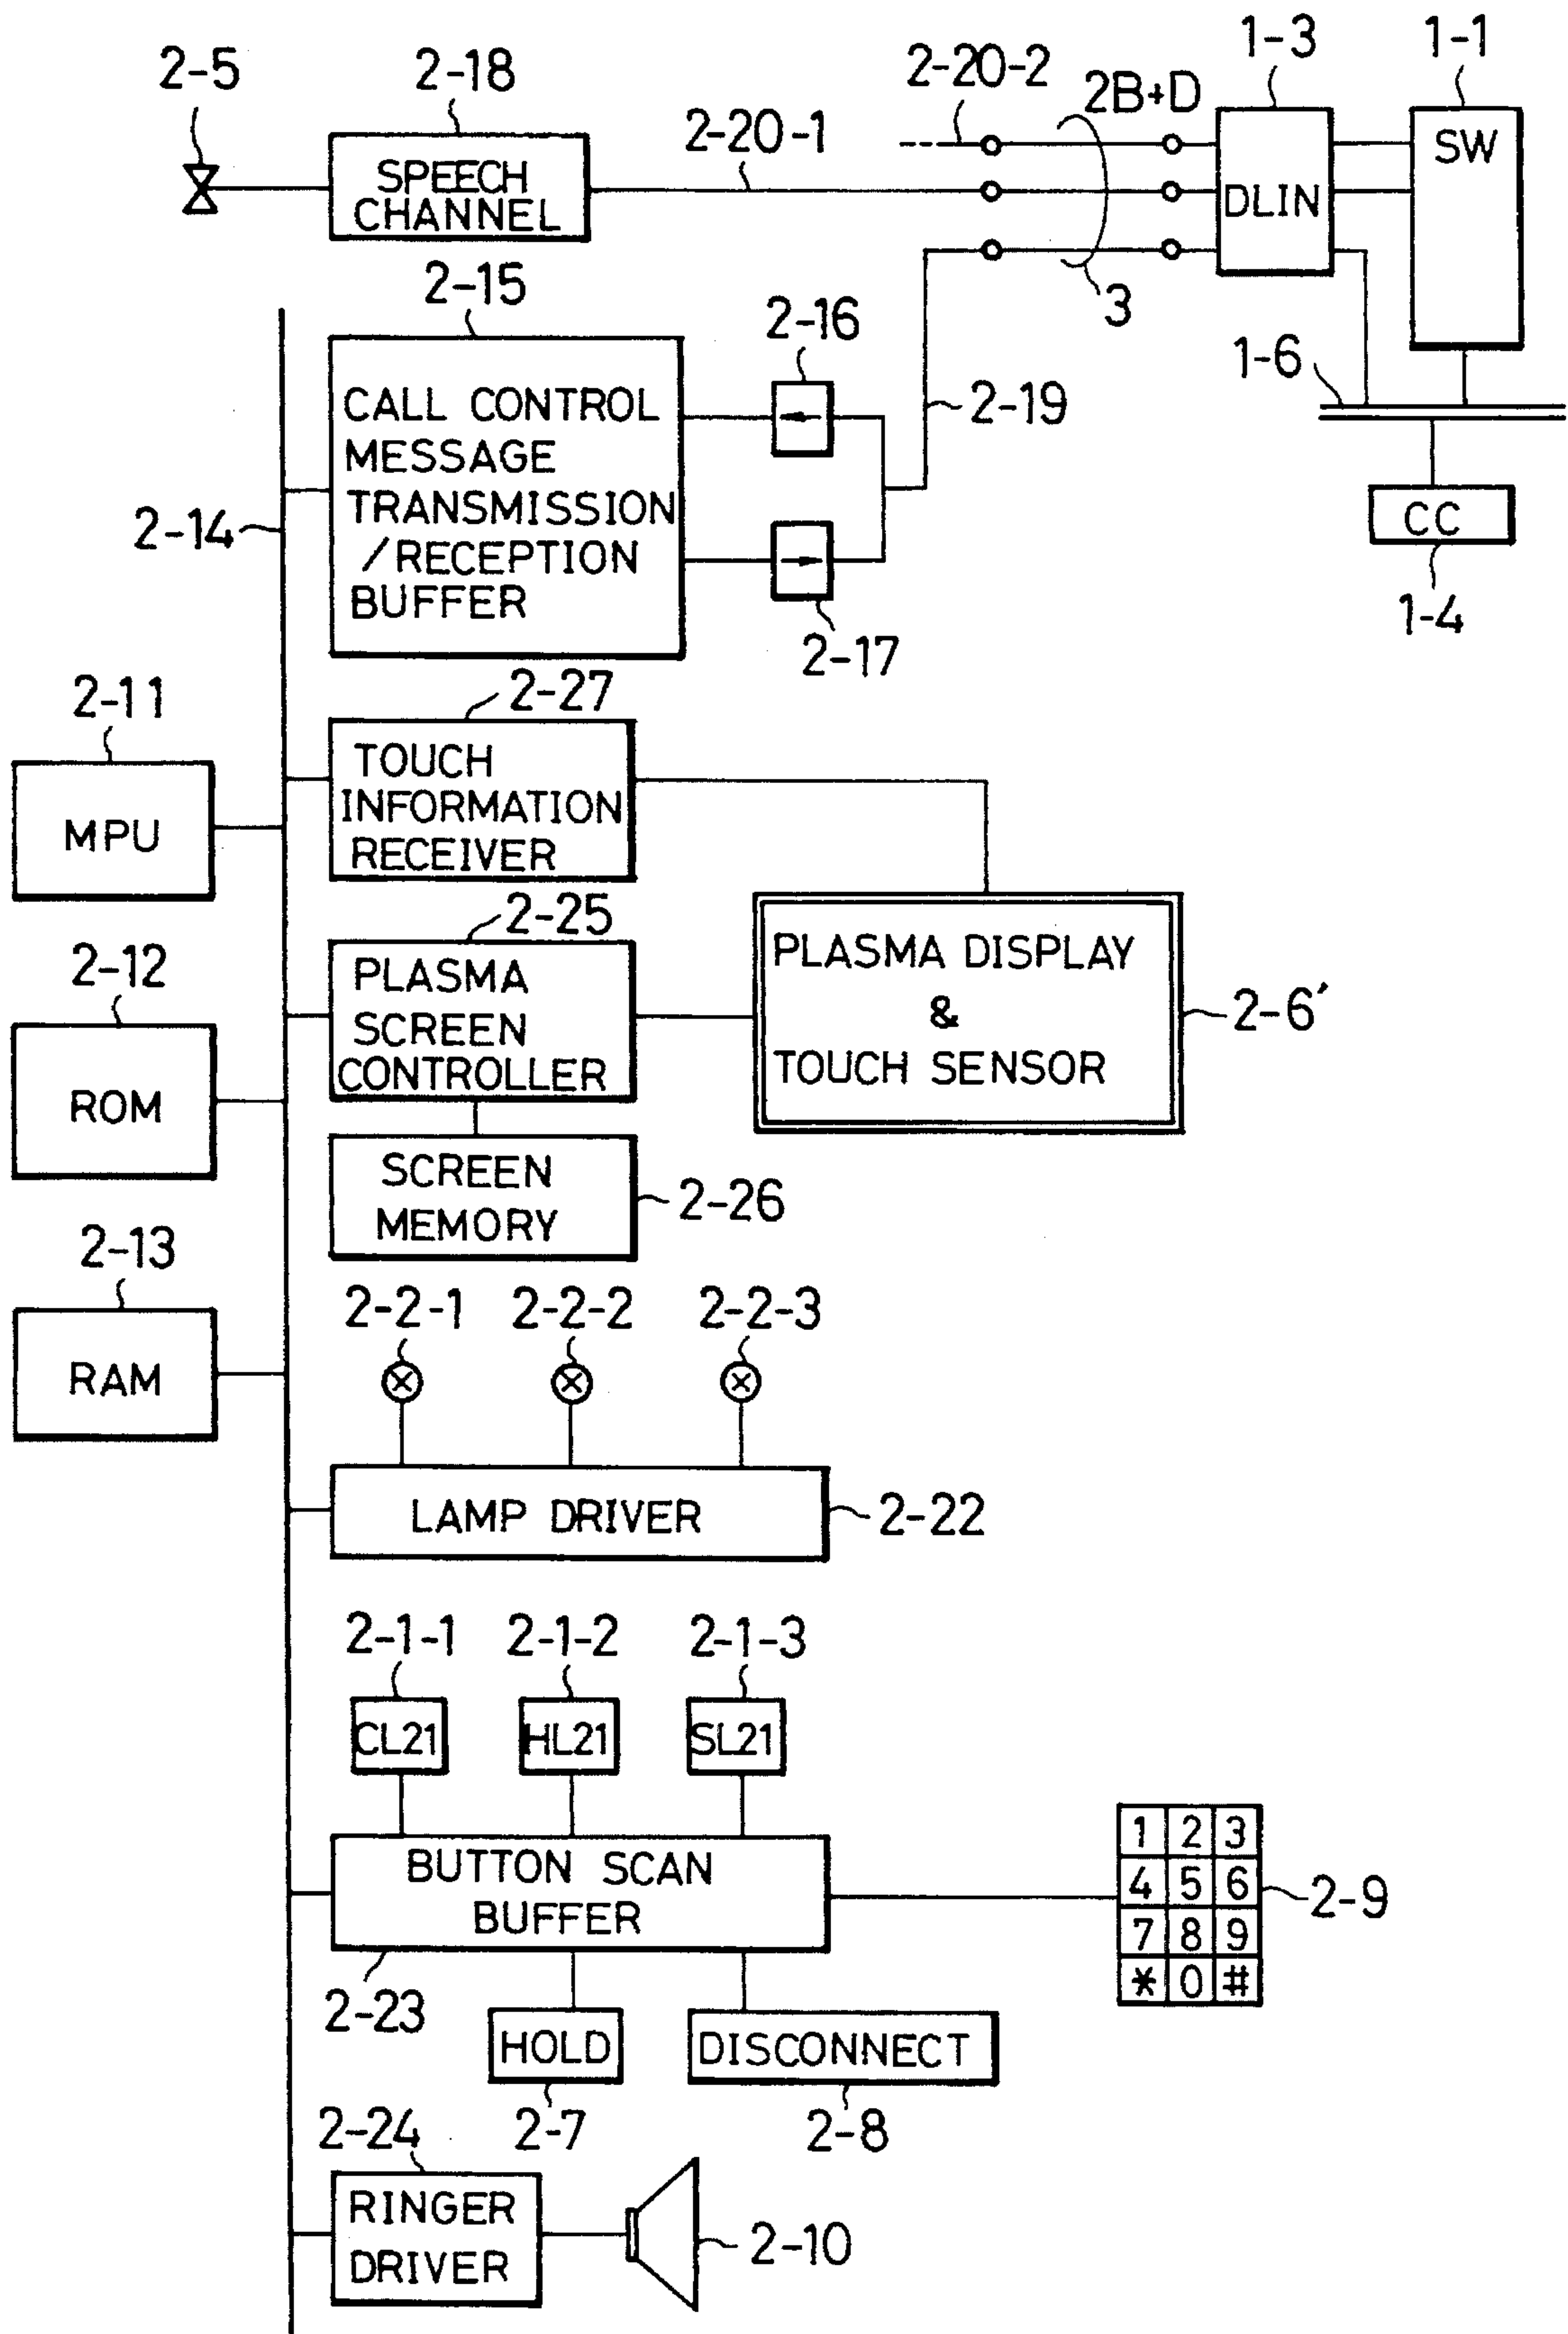 2-5
2-18
2-20-2
2B+D
1-3
1-1
SPEECH
CHANNEL
2-20-1
DLIN
SW
2-15
2-16
3
1-6
CALL CONTROL
MESSAGE
TRANSMISSION
/RECEPTION
BUFFER
2-19
2-14
CC
1-4
2-17
2-27
2-11
TOUCH
INFORMATION
RECEIVER
MPU
2-25
2-12
PLASMA
SCREEN
CONTROLLER
PLASMA DISPLAY
&
TOUCH SENSOR
2-6'
ROM
SCREEN
MEMORY
2-26
2-13
2-2-1
2-2-2
2-2-3
RAM
LAMP DRIVER
2-22
2-1-1
2-1-2
2-1-3
CL21
HL21
SL21
BUTTON SCAN
BUFFER
1 2 3
4 5 6
7 8 9
* 0 #
2-9
2-23
HOLD
DISCONNECT
2-7
2-8
2-24
RINGER
DRIVER
2-10